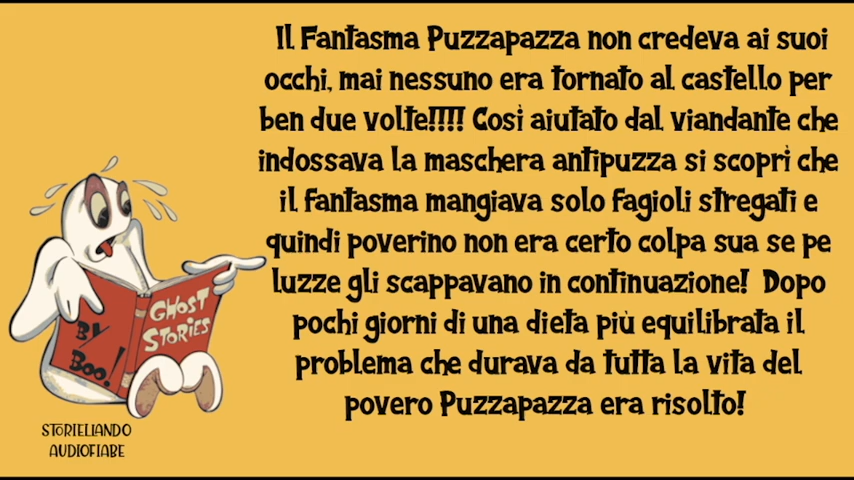 Il Fantasma Puzzapazza non credeva ai suoi
occhi, mai nessuno era tornato al castello per
ben due volte!!!! Così aiutato dal viandante che
indossava la maschera antipuzza si scoprì che
il fantasma mangiava solo fagioli stregati e
quindi poverino non era certo colpa sua se pe
luzze gli scappavano in continuazione! Dopo
pochi giorni di una dieta più equilibrata il
problema che durava da tutta la vita del
povero Puzzapazza era risolto!
GHOST
STORIES
BY
BOO!
STORIELIANDO
AUDIOFIABE